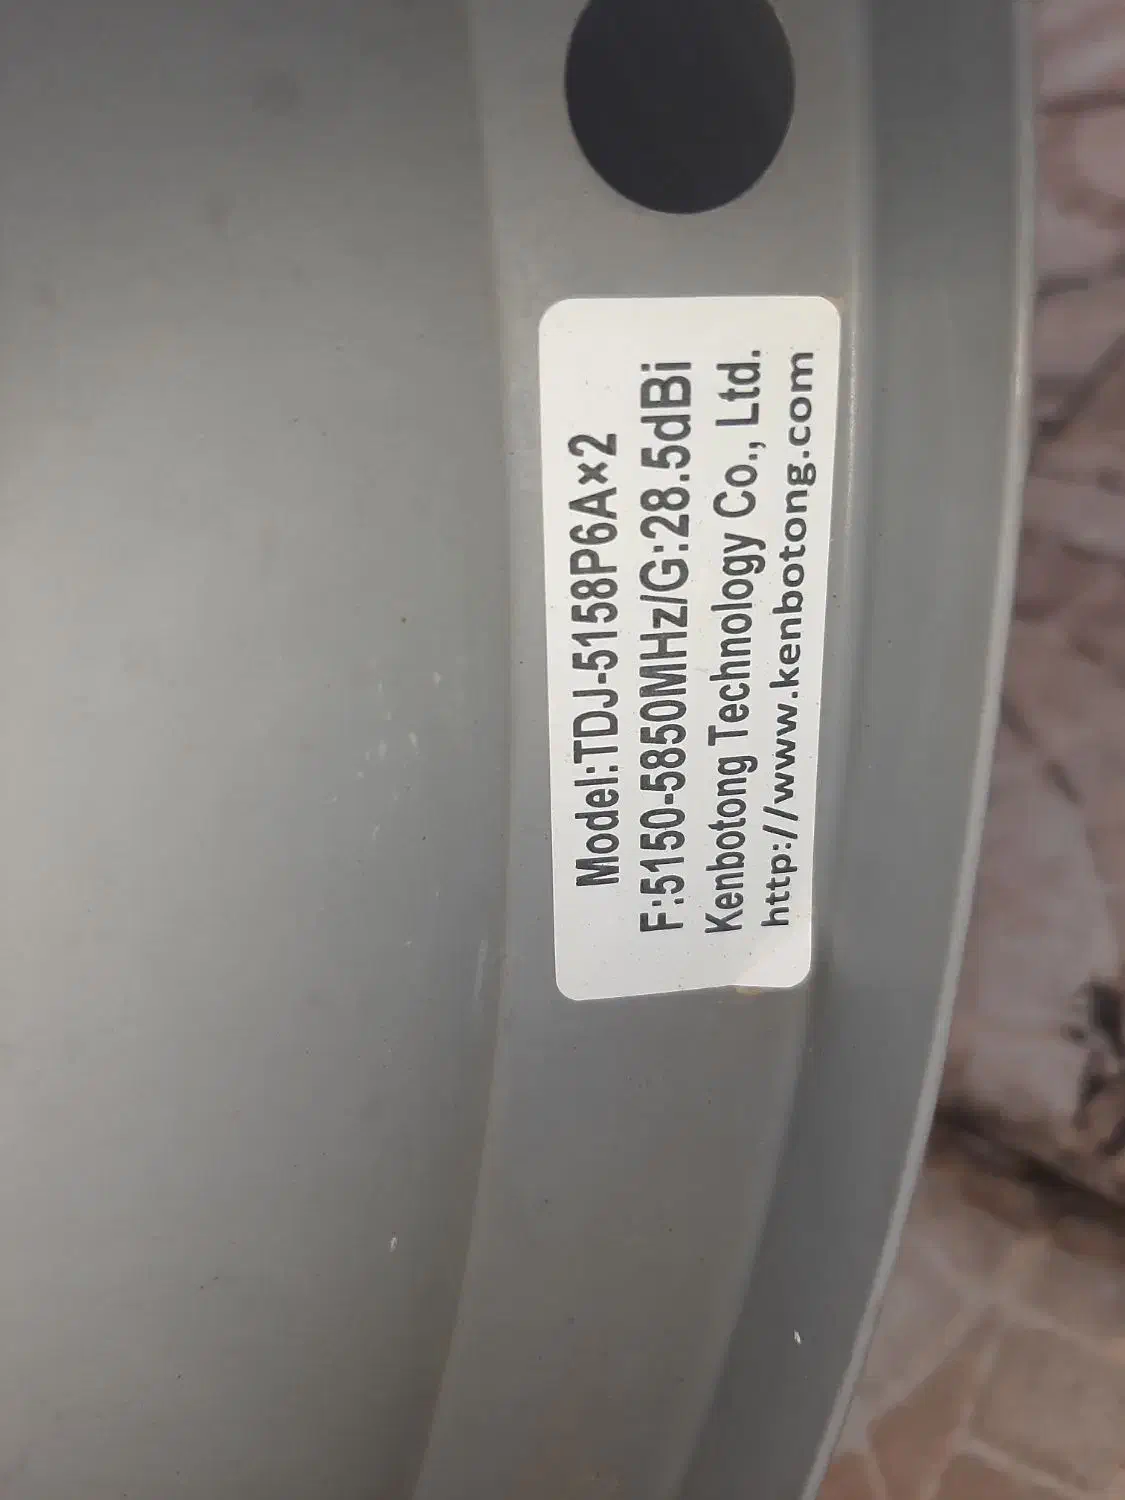 Model:TDJ-5158P6A×2
F:5150-5850MHz/G:28.5dBi
Kenbotong Technology Co., Ltd.
http://www.kenbotong.com